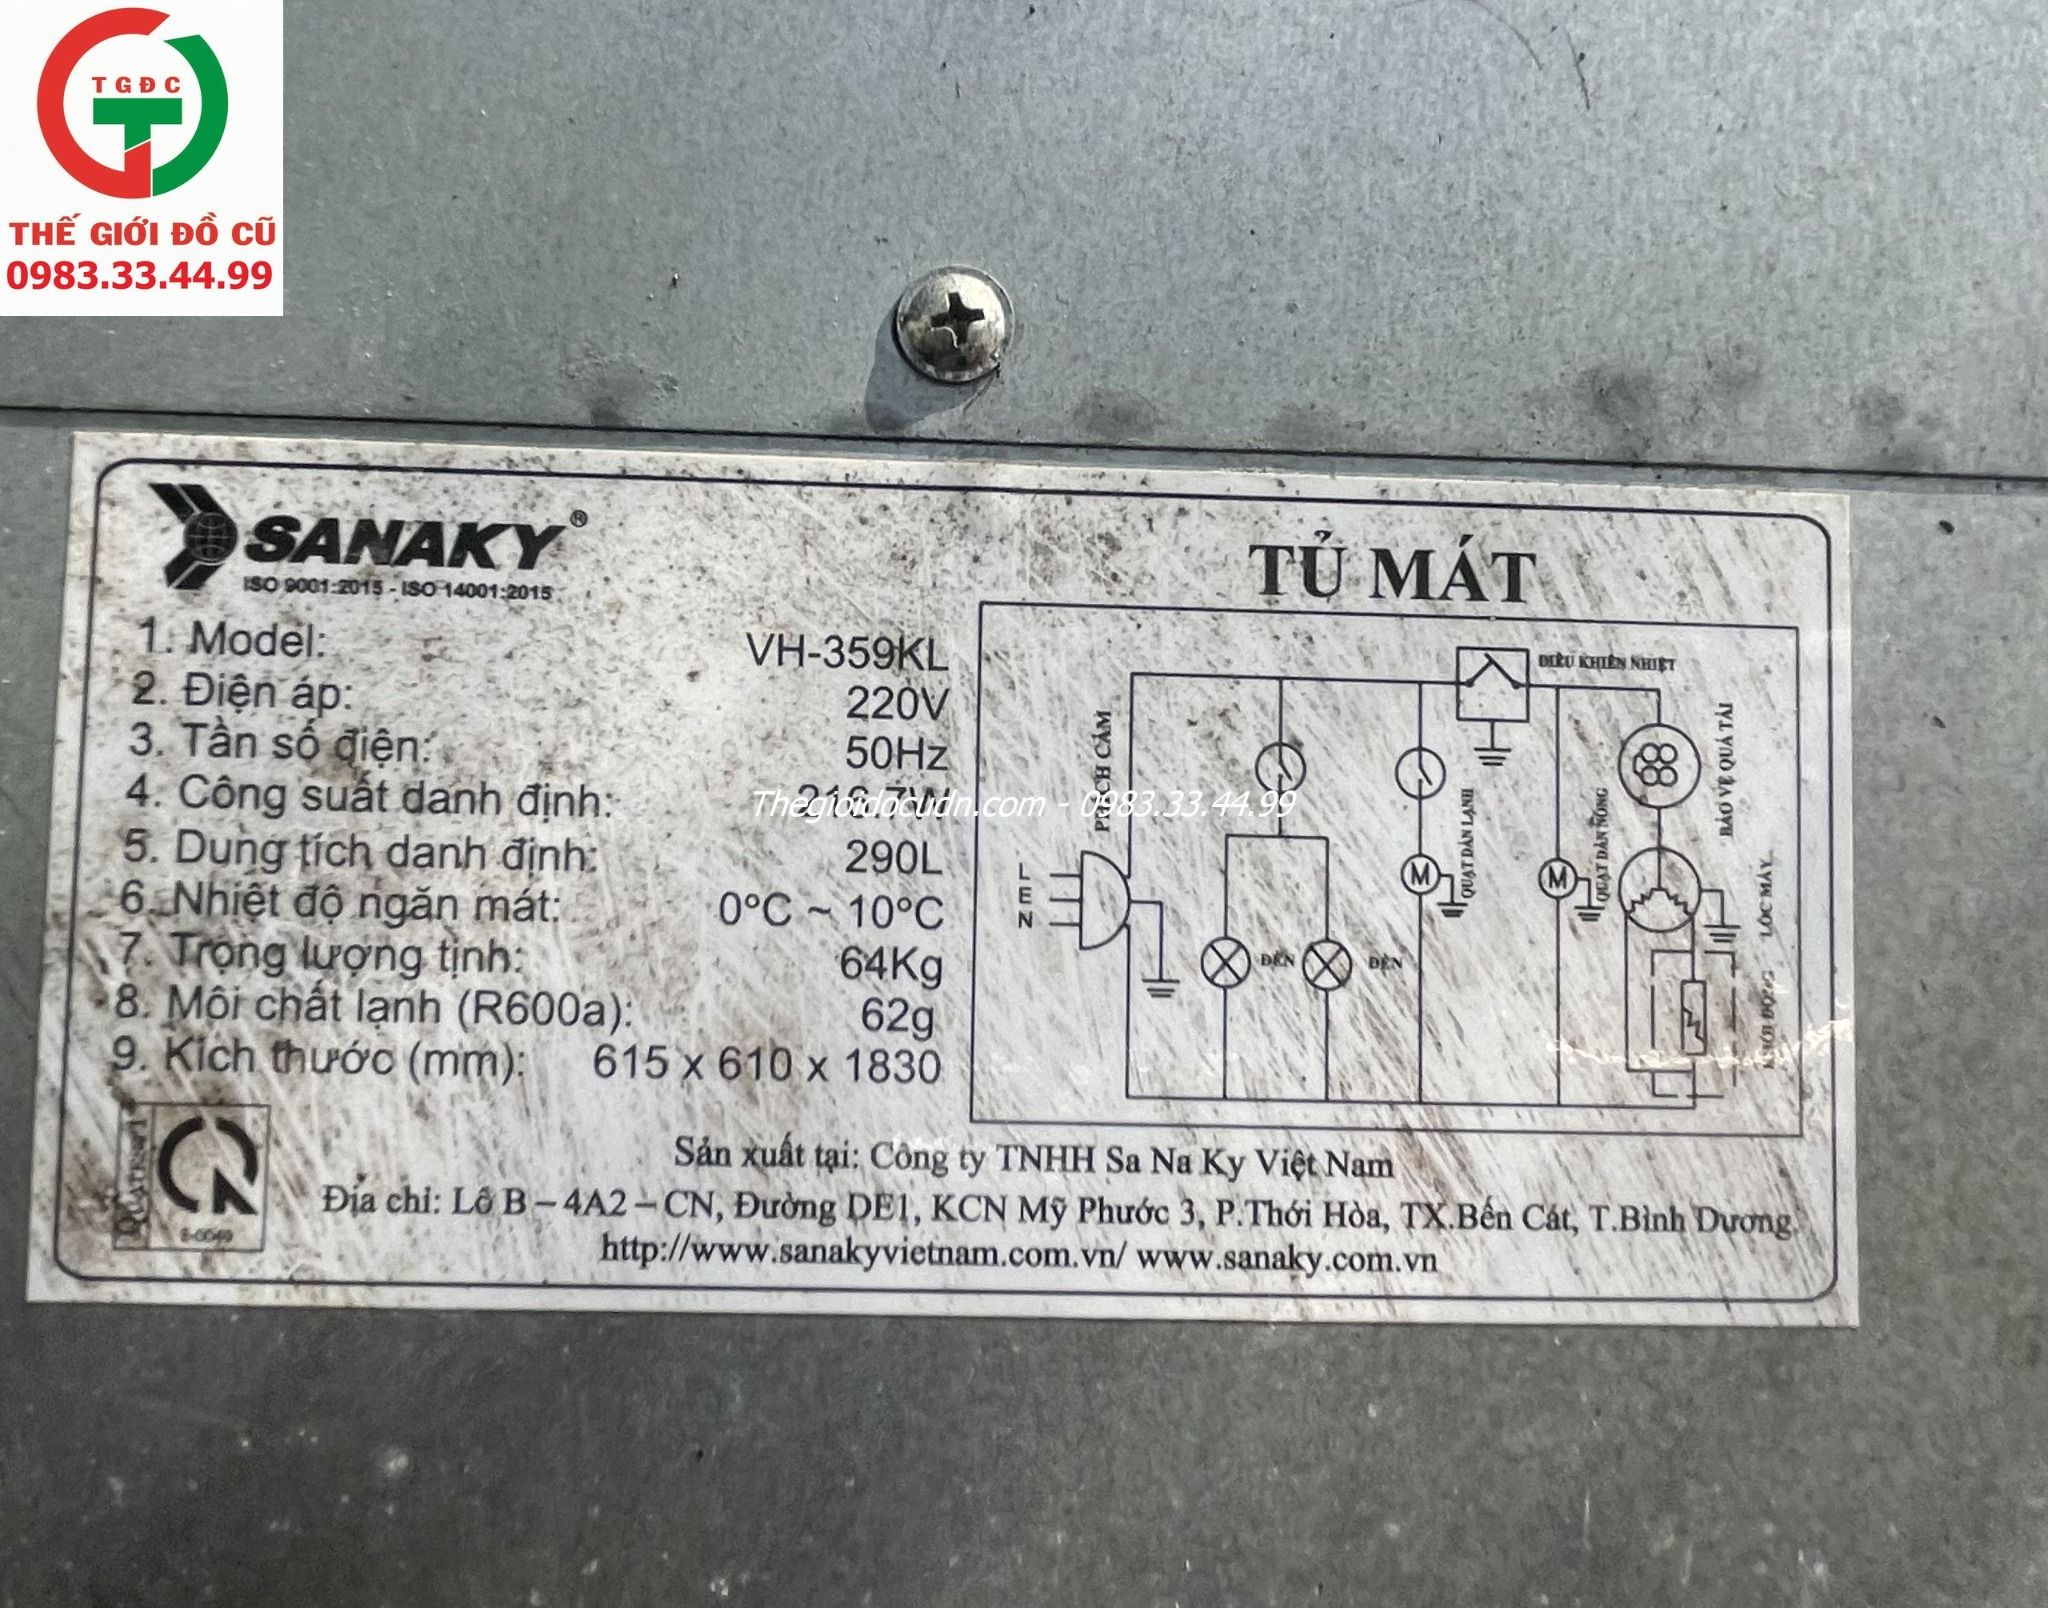 TGĐC
THẾ GIỚI ĐỒ CŨ
0983.33.44.99
SANAKY®
ISO 9001:2015 - ISO 14001:2015
TỦ MÁT
1. Model: VH-359KL
2. Điện áp: 220V
3. Tần số điện: 50Hz
4. Công suất danh định: 216.7W
5. Dung tích danh định: 290L
6. Nhiệt độ ngăn mát: 0°C ~ 10°C
7. Trọng lượng tịnh: 64Kg
8. Môi chất lạnh (R600a): 62g
9. Kích thước (mm): 615 x 610 x 1830
Thegioidocudn.com - 0983.33.44.99
PHÍCH CẮM
L
E
N
ĐÈN
ĐÈN
M
QUẠT DÀN LẠNH
ĐIỀU KHIỂN NHIỆT
M
QUẠT DÀN NÓNG
BẢO VỆ QUÁ TẢI
LỐC MÁY
KHỞI ĐỘNG
Sản xuất tại: Công ty TNHH Sa Na Ky Việt Nam
Địa chỉ: Lô B – 4A2 – CN, Đường DE1, KCN Mỹ Phước 3, P.Thới Hòa, TX.Bến Cát, T.Bình Dương.
http://www.sanakyvietnam.com.vn/ www.sanaky.com.vn